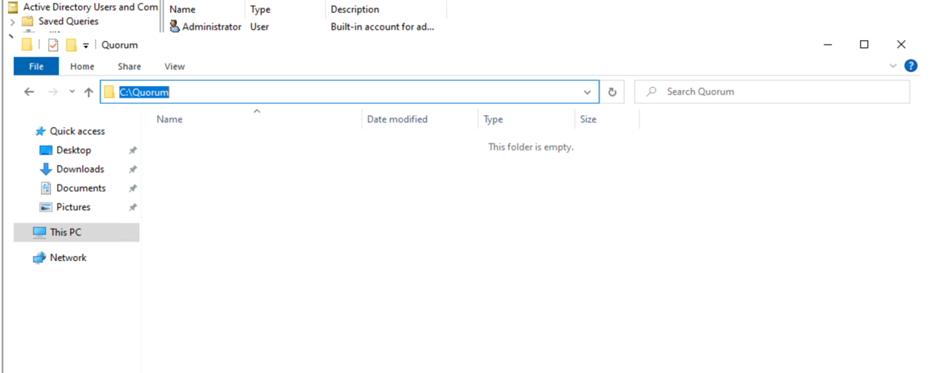 Active Directory Users and Com
Name Type Description
Saved Queries
Administrator User Built-in account for ad...
Quorum
File Home Share View
C:\Quorum
Search Quorum
Name Date modified Type Size
Quick access
This folder is empty.
Desktop
Downloads
Documents
Pictures
This PC
Network